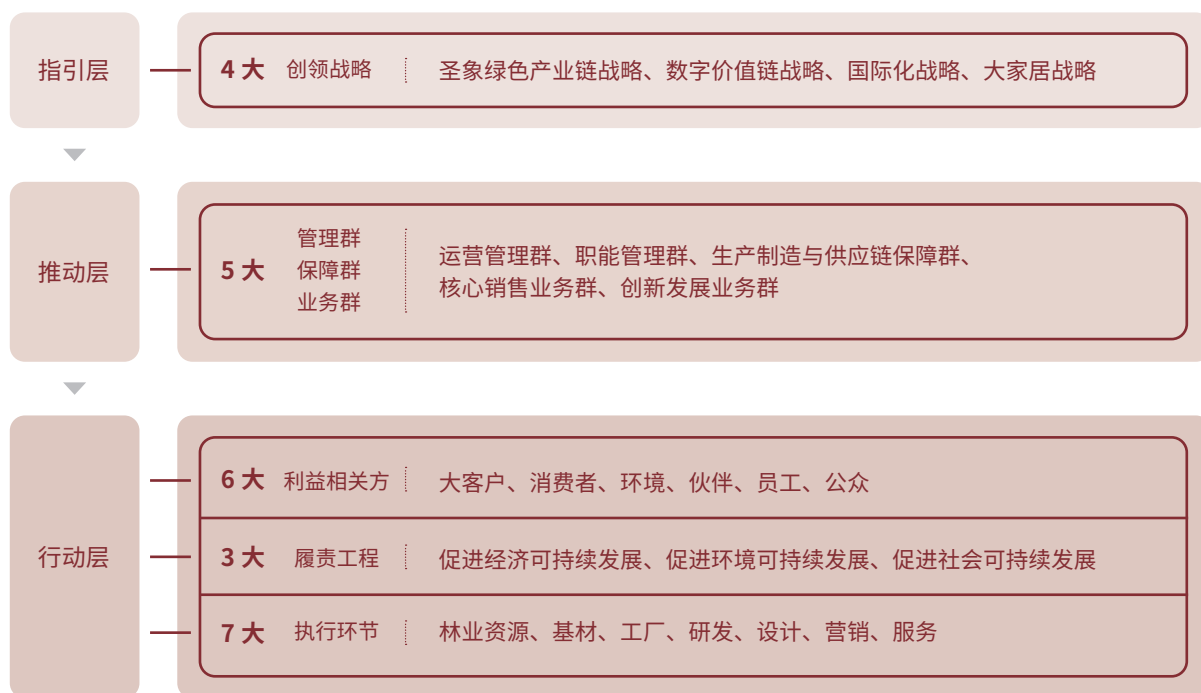 指引层
4 大 创领战略 圣象绿色产业链战略、数字价值链战略、国际化战略、大家居战略
推动层
5 大
管理群
保障群
业务群
运营管理群、职能管理群、生产制造与供应链保障群、
核心销售业务群、创新发展业务群
行动层
6 大 利益相关方 大客户、消费者、环境、伙伴、员工、公众
3 大 履责工程 促进经济可持续发展、促进环境可持续发展、促进社会可持续发展
7 大 执行环节 林业资源、基材、工厂、研发、设计、营销、服务